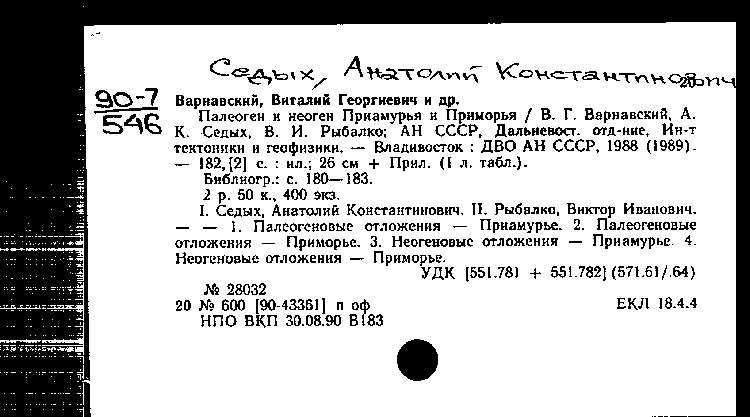 Седых, Анатолий Константинович
90-7
546
Варнавский, Виталий Георгиевич и др.
Палеоген и неоген Приамурья и Приморья / В. Г. Варнавский, А.
К. Седых, В. И. Рыбалко; АН СССР, Дальневост. отд-ние, Ин-т
тектоники и геофизики. — Владивосток : ДВО АН СССР, 1988 (1989).
— 182,[2] с. : ил.; 26 см + Прил. (1 л. табл.).
Библиогр.: с. 180—183.
2 р. 50 к., 400 экз.
I. Седых, Анатолий Константинович. II. Рыбалко, Виктор Иванович.
— — 1. Палеогеновые отложения — Приамурье. 2. Палеогеновые
отложения — Приморье. 3. Неогеновые отложения — Приамурье. 4.
Неогеновые отложения — Приморье.
УДК [551.781 + 551.782] (571.61/.64)
№ 28032
20 № 600 [90-43361] п оф ЕКЛ 18.4.4
НПО ВКП 30.08.90 В183